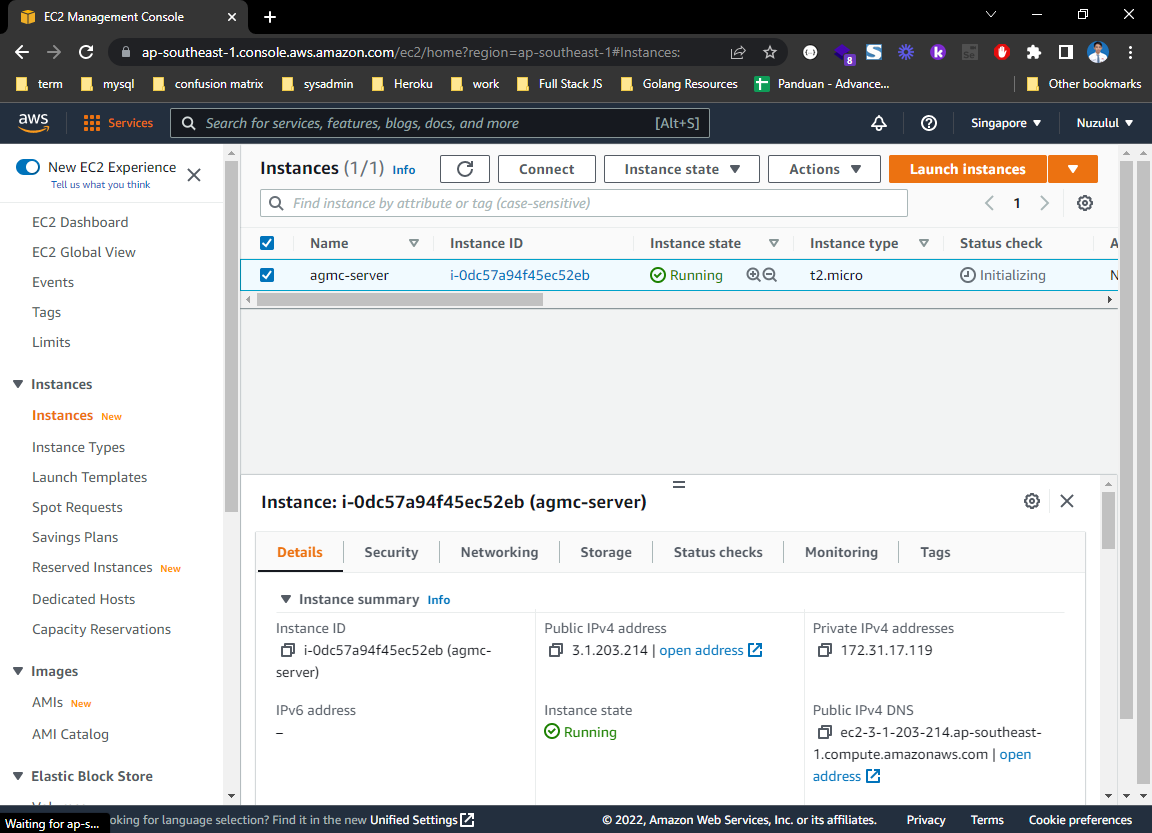 EC2 Management Console
ap-southeast-1.console.aws.amazon.com/ec2/home?region=ap-southeast-1#Instances:
8
term mysql confusion matrix sysadmin Heroku work Full Stack JS Golang Resources Panduan - Advance... Other bookmarks
aws Services Search for services, features, blogs, docs, and more [Alt+S] Singapore Nuzulul
New EC2 Experience
Tell us what you think
EC2 Dashboard
EC2 Global View
Events
Tags
Limits
Instances
Instances New
Instance Types
Launch Templates
Spot Requests
Savings Plans
Reserved Instances New
Dedicated Hosts
Capacity Reservations
Images
AMIs New
AMI Catalog
Elastic Block Store
Instances (1/1) Info Connect Instance state Actions Launch instances
Find instance by attribute or tag (case-sensitive) 1
Name Instance ID Instance state Instance type Status check A
agmc-server i-0dc57a94f45ec52eb Running t2.micro Initializing N
Instance: i-0dc57a94f45ec52eb (agmc-server)
Details Security Networking Storage Status checks Monitoring Tags
Instance summary Info
Instance ID
i-0dc57a94f45ec52eb (agmc-
server)
Public IPv4 address
3.1.203.214 | open address
Private IPv4 addresses
172.31.17.119
IPv6 address
–
Instance state
Running
Public IPv4 DNS
ec2-3-1-203-214.ap-southeast-
1.compute.amazonaws.com | open
address
Waiting for ap-s...
oking for language selection? Find it in the new Unified Settings © 2022, Amazon Web Services, Inc. or its affiliates. Privacy Terms Cookie preferences